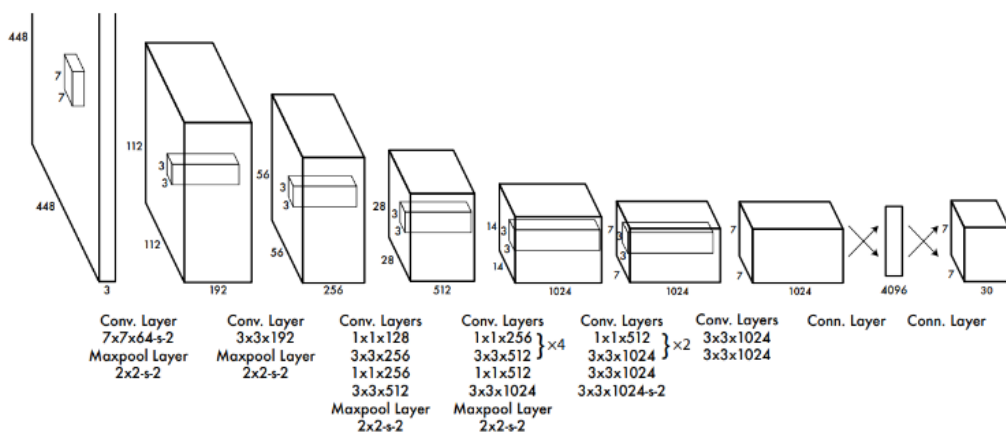 448
448
3
7
7
112
112
192
3
3
56
56
256
3
3
28
28
512
3
3
14
14
1024
3
3
7
7
1024
3
3
7
7
1024
4096
7
7
30
Conv. Layer
7x7x64-s-2
Maxpool Layer
2x2-s-2
Conv. Layer
3x3x192
Maxpool Layer
2x2-s-2
Conv. Layers
1x1x128
3x3x256
1x1x256
3x3x512
Maxpool Layer
2x2-s-2
Conv. Layers
1x1x256
3x3x512 }×4
1x1x512
3x3x1024
Maxpool Layer
2x2-s-2
Conv. Layers
1x1x512
3x3x1024 }×2
3x3x1024
3x3x1024-s-2
Conv. Layers
3x3x1024
3x3x1024
Conn. Layer
Conn. Layer